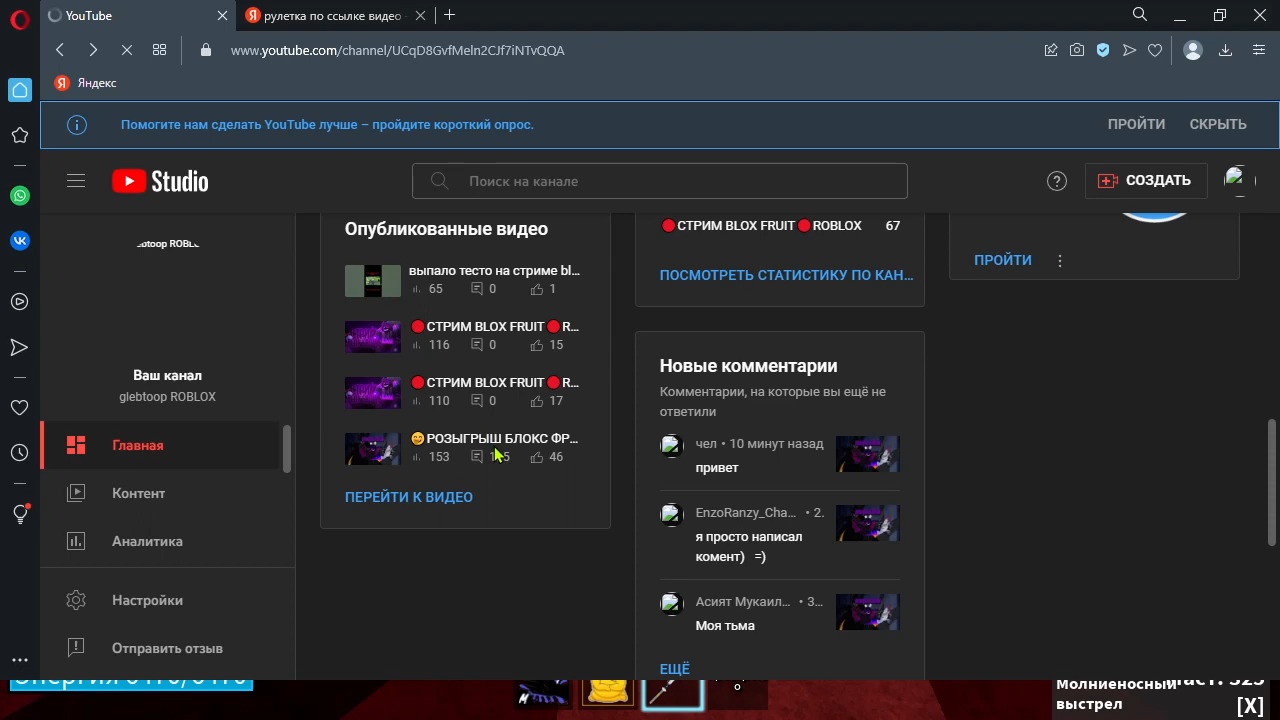 YouTube
рулетка по ссылке видео
www.youtube.com/channel/UCqD8GvfMeln2CJf7iNTvQQA
Яндекс
Помогите нам сделать YouTube лучше – пройдите короткий опрос.
ПРОЙТИ
СКРЫТЬ
Studio
Поиск на канале
СОЗДАТЬ
Ваш канал
glebtoop ROBLOX
Главная
Контент
Аналитика
Настройки
Отправить отзыв
Опубликованные видео
выпало тесто на стриме bl...
65 0 1
🔴СТРИМ BLOX FRUIT🔴R...
116 0 15
🔴СТРИМ BLOX FRUIT🔴R...
110 0 17
😊РОЗЫГРЫШ БЛОКС ФР...
153 46
ПЕРЕЙТИ К ВИДЕО
🔴СТРИМ BLOX FRUIT🔴ROBLOX 67
ПОСМОТРЕТЬ СТАТИСТИКУ ПО КАН...
Новые комментарии
Комментарии, на которые вы ещё не
ответили
чел • 10 минут назад
привет
EnzoRanzy_Cha... • 2.
я просто написал
комент) =)
Асият Мукаил... • 3...
Моя тьма
ЕЩЁ
ПРОЙТИ
Молниеносный
выстрел
[X]